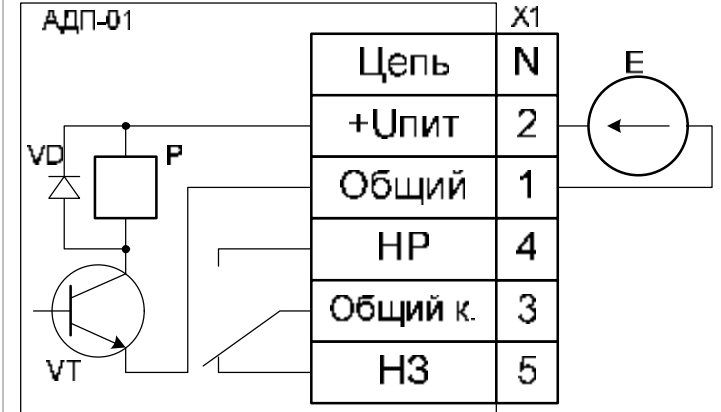 АДП-01
X1
Цепь N
E
+Uпит 2
VD
P
Общий 1
НР 4
Общий к. 3
VT
НЗ 5